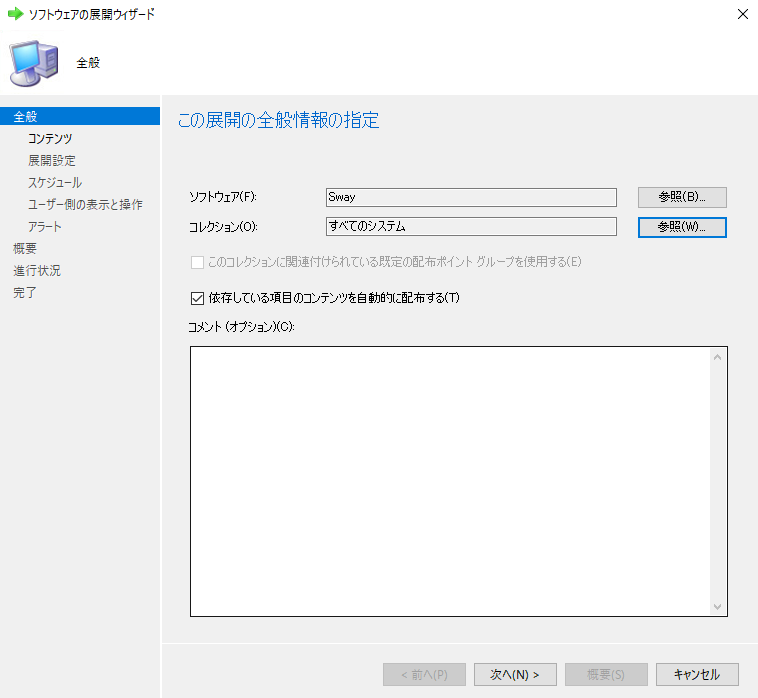 ソフトウェアの展開ウィザード
全般
全般
コンテンツ
展開設定
スケジュール
ユーザー側の表示と操作
アラート
概要
進行状況
完了
この展開の全般情報の指定
ソフトウェア(F): Sway 参照(B)...
コレクション(O): すべてのシステム 参照(W)...
このコレクションに関連付けられている既定の配布ポイント グループを使用する(E)
依存している項目のコンテンツを自動的に配布する(T)
コメント (オプション)(C):
< 前へ(P) 次へ(N) > 概要(S) キャンセル